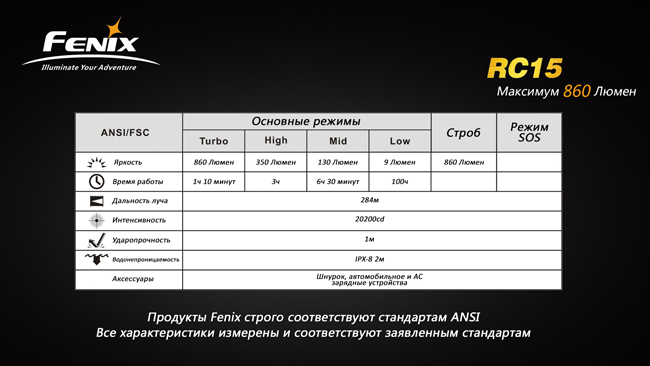 FENIX
Illuminate Your Adventure
RC15
Максимум 860 Люмен
ANSI/FSC
Основные режимы
Строб
Режим
SOS
Turbo High Mid Low
Яркость 860 Люмен 350 Люмен 130 Люмен 9 Люмен 860 Люмен
Время работы 1ч 10 минут 3ч 6ч 30 минут 100ч
Дальность луча 284м
Интенсивность 20200cd
Ударопрочность 1м
Водонепроницаемость IPX-8 2м
Аксессуары Шнурок, автомобильное и AC
зарядные устройства
Продукты Fenix строго соответствуют стандартам ANSI
Все характеристики измерены и соответствуют заявленным стандартам